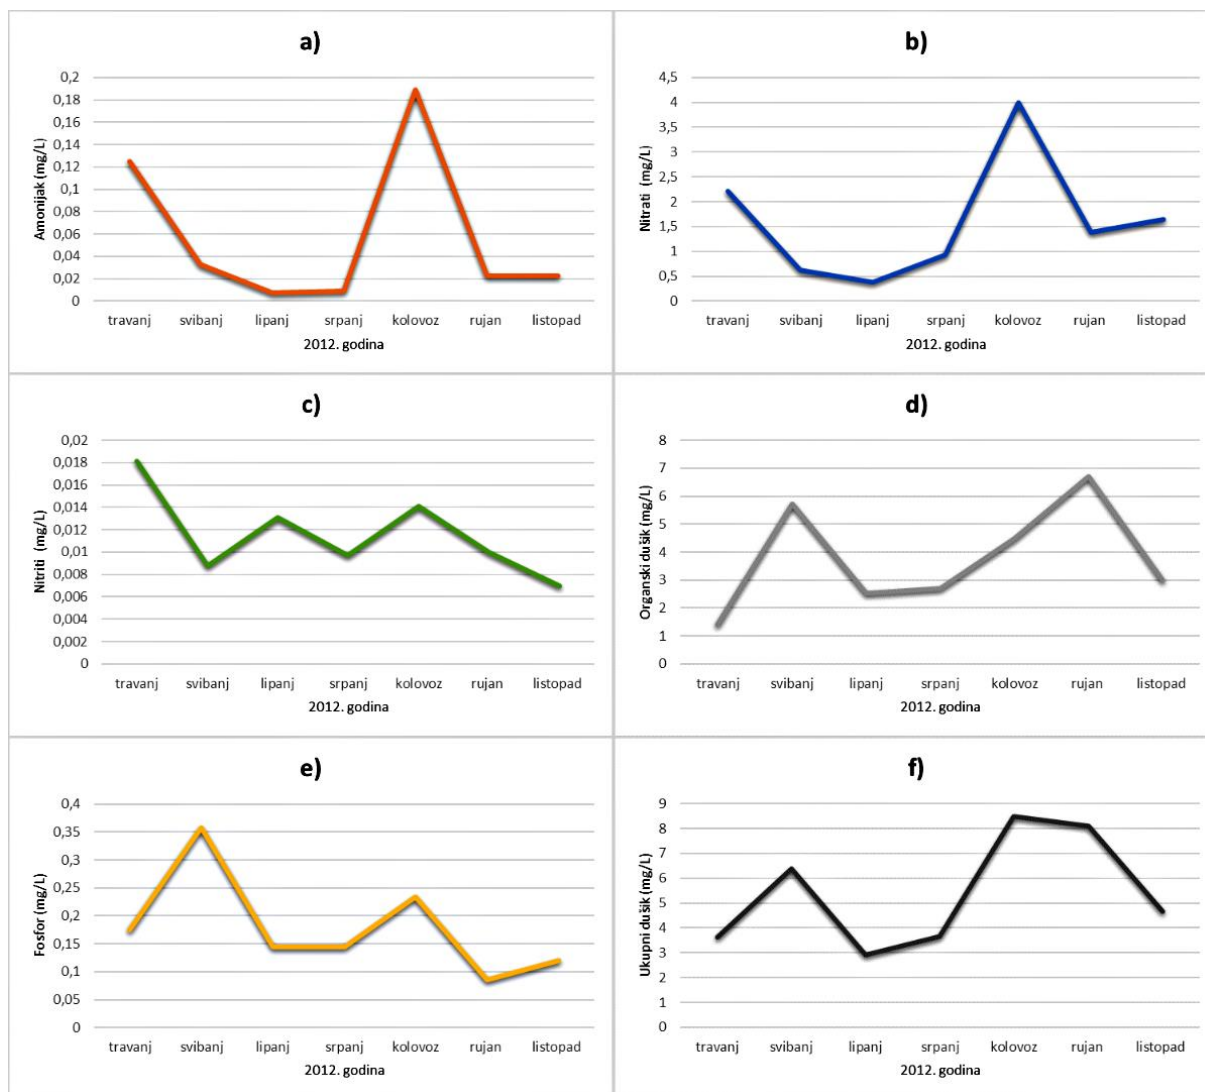 a)
0,2
0,18
0,16
0,14
0,12
0,1
0,08
0,06
0,04
0,02
0
Amonijak (mg/L)
travanj svibanj lipanj srpanj kolovoz rujan listopad
2012. godina
b)
4,5
4
3,5
3
2,5
2
1,5
1
0,5
0
Nitrati (mg/L)
travanj svibanj lipanj srpanj kolovoz rujan listopad
2012. godina
c)
0,02
0,018
0,016
0,014
0,012
0,01
0,008
0,006
0,004
0,002
0
Nitriti (mg/L)
travanj svibanj lipanj srpanj kolovoz rujan listopad
2012. godina
d)
8
7
6
5
4
3
2
1
0
Organski dušik (mg/L)
travanj svibanj lipanj srpanj kolovoz rujan listopad
2012. godina
e)
0,4
0,35
0,3
0,25
0,2
0,15
0,1
0,05
0
Fosfor (mg/L)
travanj svibanj lipanj srpanj kolovoz rujan listopad
2012. godina
f)
9
8
7
6
5
4
3
2
1
0
Ukupni dušik (mg/L)
travanj svibanj lipanj srpanj kolovoz rujan listopad
2012. godina